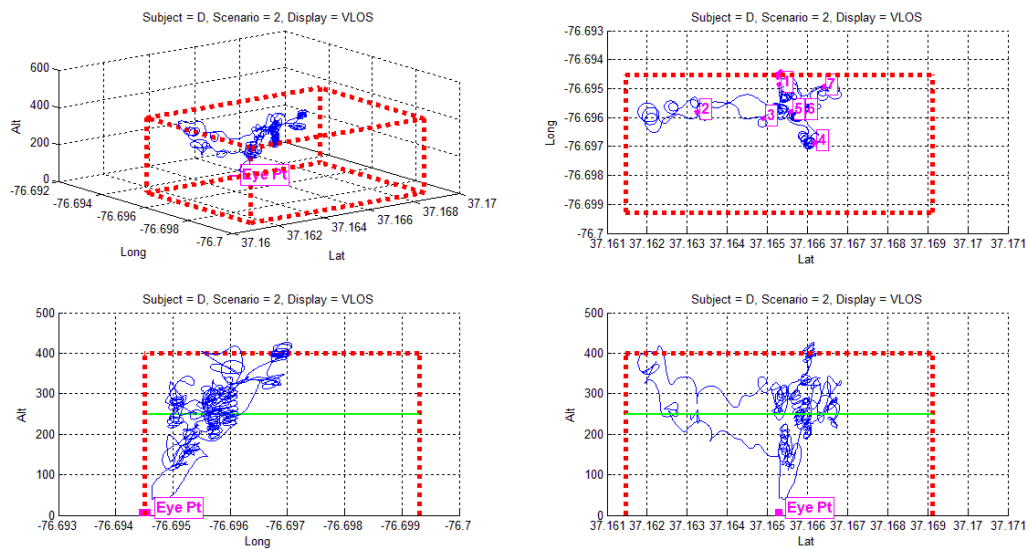 Subject = D, Scenario = 2, Display = VLOS
600
400
200
0
Alt
-76.692
-76.694
-76.696
-76.698
-76.7
Long
37.16
37.162
37.164
37.166
37.168
37.17
Lat
Eye Pt
Subject = D, Scenario = 2, Display = VLOS
-76.693
-76.694
-76.695
-76.696
-76.697
-76.698
-76.699
-76.7
Long
1
7
2
3
5
6
4
37.161 37.162 37.163 37.164 37.165 37.166 37.167 37.168 37.169 37.17 37.171
Lat
Subject = D, Scenario = 2, Display = VLOS
500
400
300
200
100
0
Alt
Eye Pt
-76.693 -76.694 -76.695 -76.696 -76.697 -76.698 -76.699 -76.7
Long
Subject = D, Scenario = 2, Display = VLOS
500
400
300
200
100
0
Alt
Eye Pt
37.161 37.162 37.163 37.164 37.165 37.166 37.167 37.168 37.169 37.17 37.171
Lat